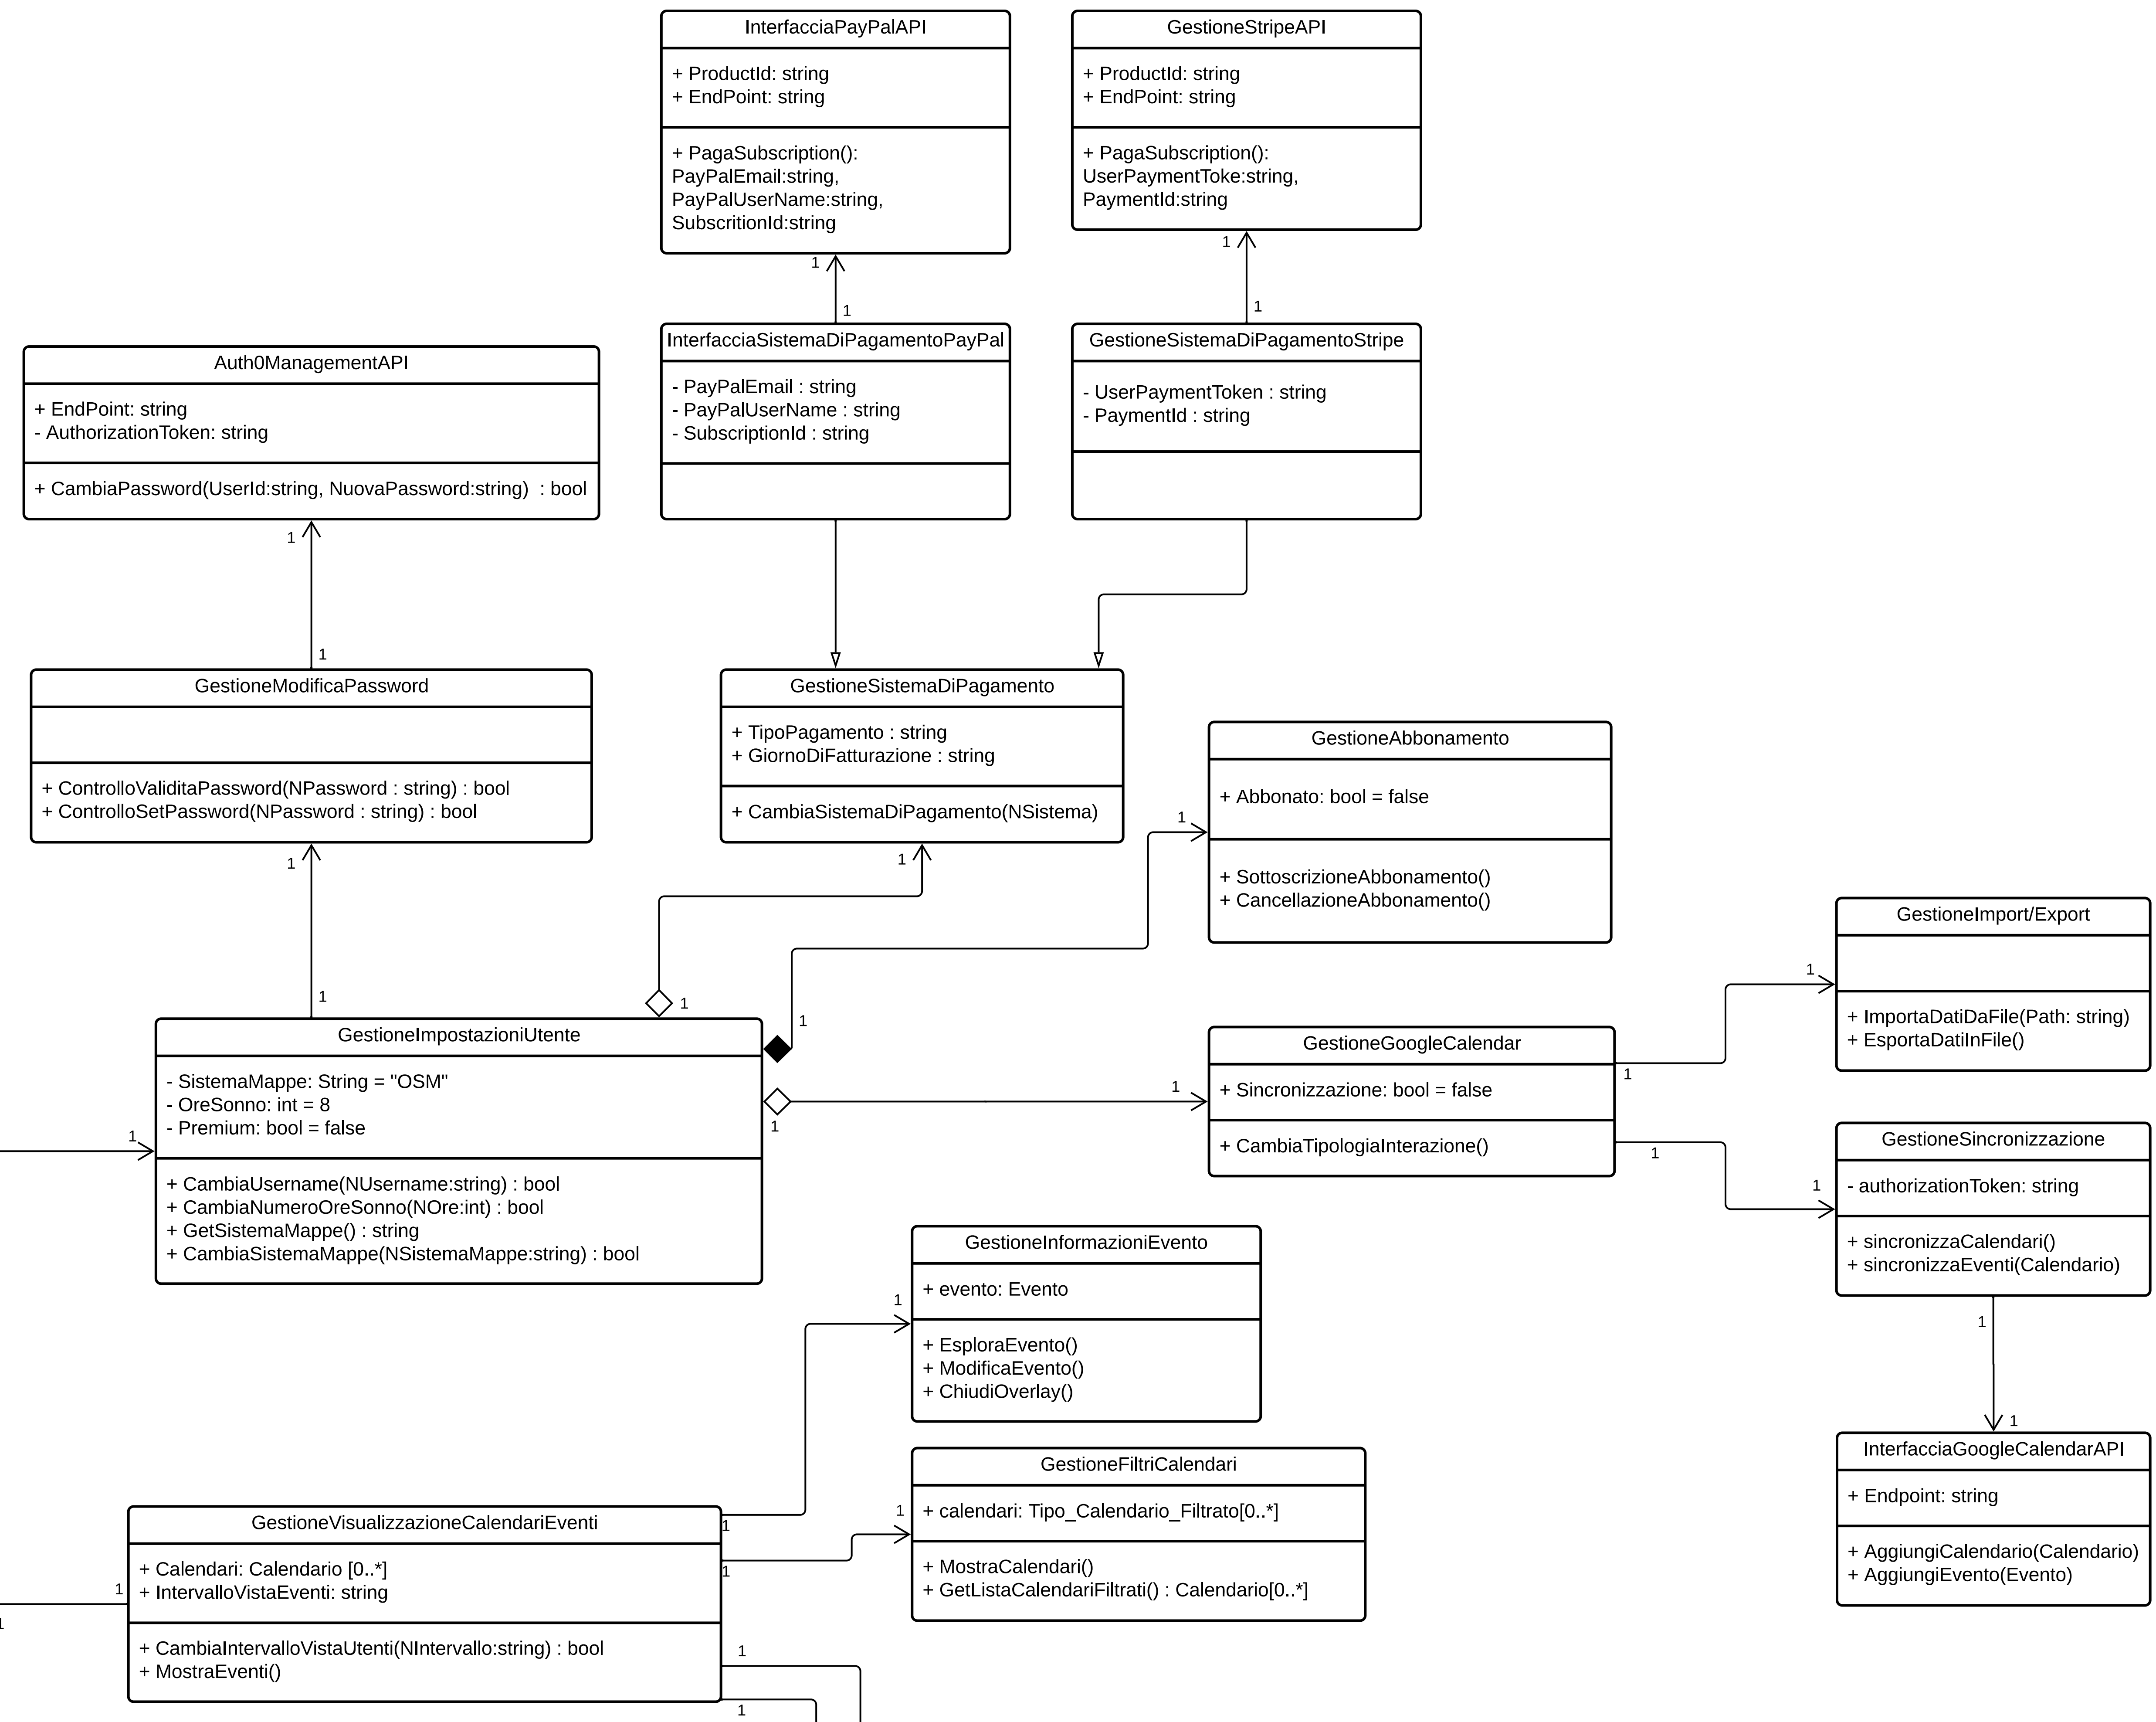 InterfacciaPayPalAPI
+ ProductId: string
+ EndPoint: string
+ PagaSubscription():
PayPalEmail:string,
PayPalUserName:string,
SubscritionId:string
1
1
GestioneStripeAPI
+ ProductId: string
+ EndPoint: string
+ PagaSubscription():
UserPaymentToke:string,
PaymentId:string
1
1
InterfacciaSistemaDiPagamentoPayPal
- PayPalEmail : string
- PayPalUserName : string
- SubscriptionId : string
GestioneSistemaDiPagamentoStripe
- UserPaymentToken : string
- PaymentId : string
Auth0ManagementAPI
+ EndPoint: string
- AuthorizationToken: string
+ CambiaPassword(UserId:string, NuovaPassword:string)  : bool
1
1
GestioneModificaPassword
+ ControlloValiditaPassword(NPassword : string) : bool
+ ControlloSetPassword(NPassword : string) : bool
1
1
GestioneSistemaDiPagamento
+ TipoPagamento : string
+ GiornoDiFatturazione : string
+ CambiaSistemaDiPagamento(NSistema)
1
1
GestioneAbbonamento
+ Abbonato: bool = false
+ SottoscrizioneAbbonamento()
+ CancellazioneAbbonamento()
1
1
GestioneImpostazioniUtente
- SistemaMappe: String = "OSM"
- OreSonno: int = 8
- Premium: bool = false
+ CambiaUsername(NUsername:string) : bool
+ CambiaNumeroOreSonno(NOre:int) : bool
+ GetSistemaMappe() : string
+ CambiaSistemaMappe(NSistemaMappe:string) : bool
1
1
1
GestioneGoogleCalendar
+ Sincronizzazione: bool = false
+ CambiaTipologiaInterazione()
1
1
GestioneImport/Export
+ ImportaDatiDaFile(Path: string)
+ EsportaDatiInFile()
1
1
GestioneSincronizzazione
- authorizationToken: string
+ sincronizzaCalendari()
+ sincronizzaEventi(Calendario)
1
1
InterfacciaGoogleCalendarAPI
+ Endpoint: string
+ AggiungiCalendario(Calendario)
+ AggiungiEvento(Evento)
GestioneInformazioniEvento
+ evento: Evento
+ EsploraEvento()
+ ModificaEvento()
+ ChiudiOverlay()
1
1
GestioneFiltriCalendari
+ calendari: Tipo_Calendario_Filtrato[0..*]
+ MostraCalendari()
+ GetListaCalendariFiltrati() : Calendario[0..*]
1
1
GestioneVisualizzazioneCalendariEventi
+ Calendari: Calendario [0..*]
+ IntervalloVistaEventi: string
+ CambiaIntervalloVistaUtenti(NIntervallo:string) : bool
+ MostraEventi()
1
1
1
1